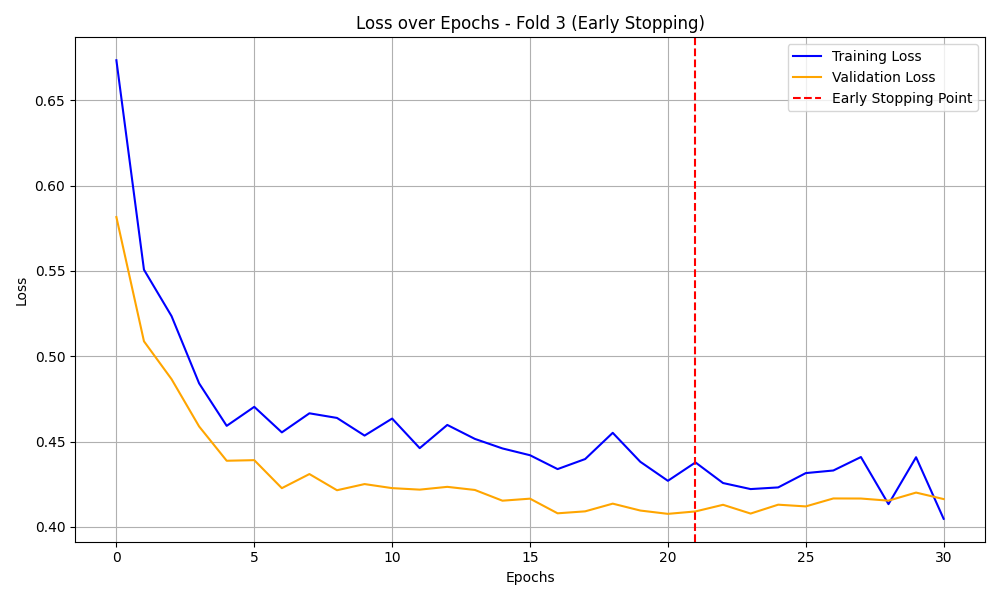 Loss over Epochs - Fold 3 (Early Stopping)
Training Loss
Validation Loss
Early Stopping Point
0.65
0.60
0.55
0.50
0.45
0.40
Loss
0 5 10 15 20 25 30
Epochs